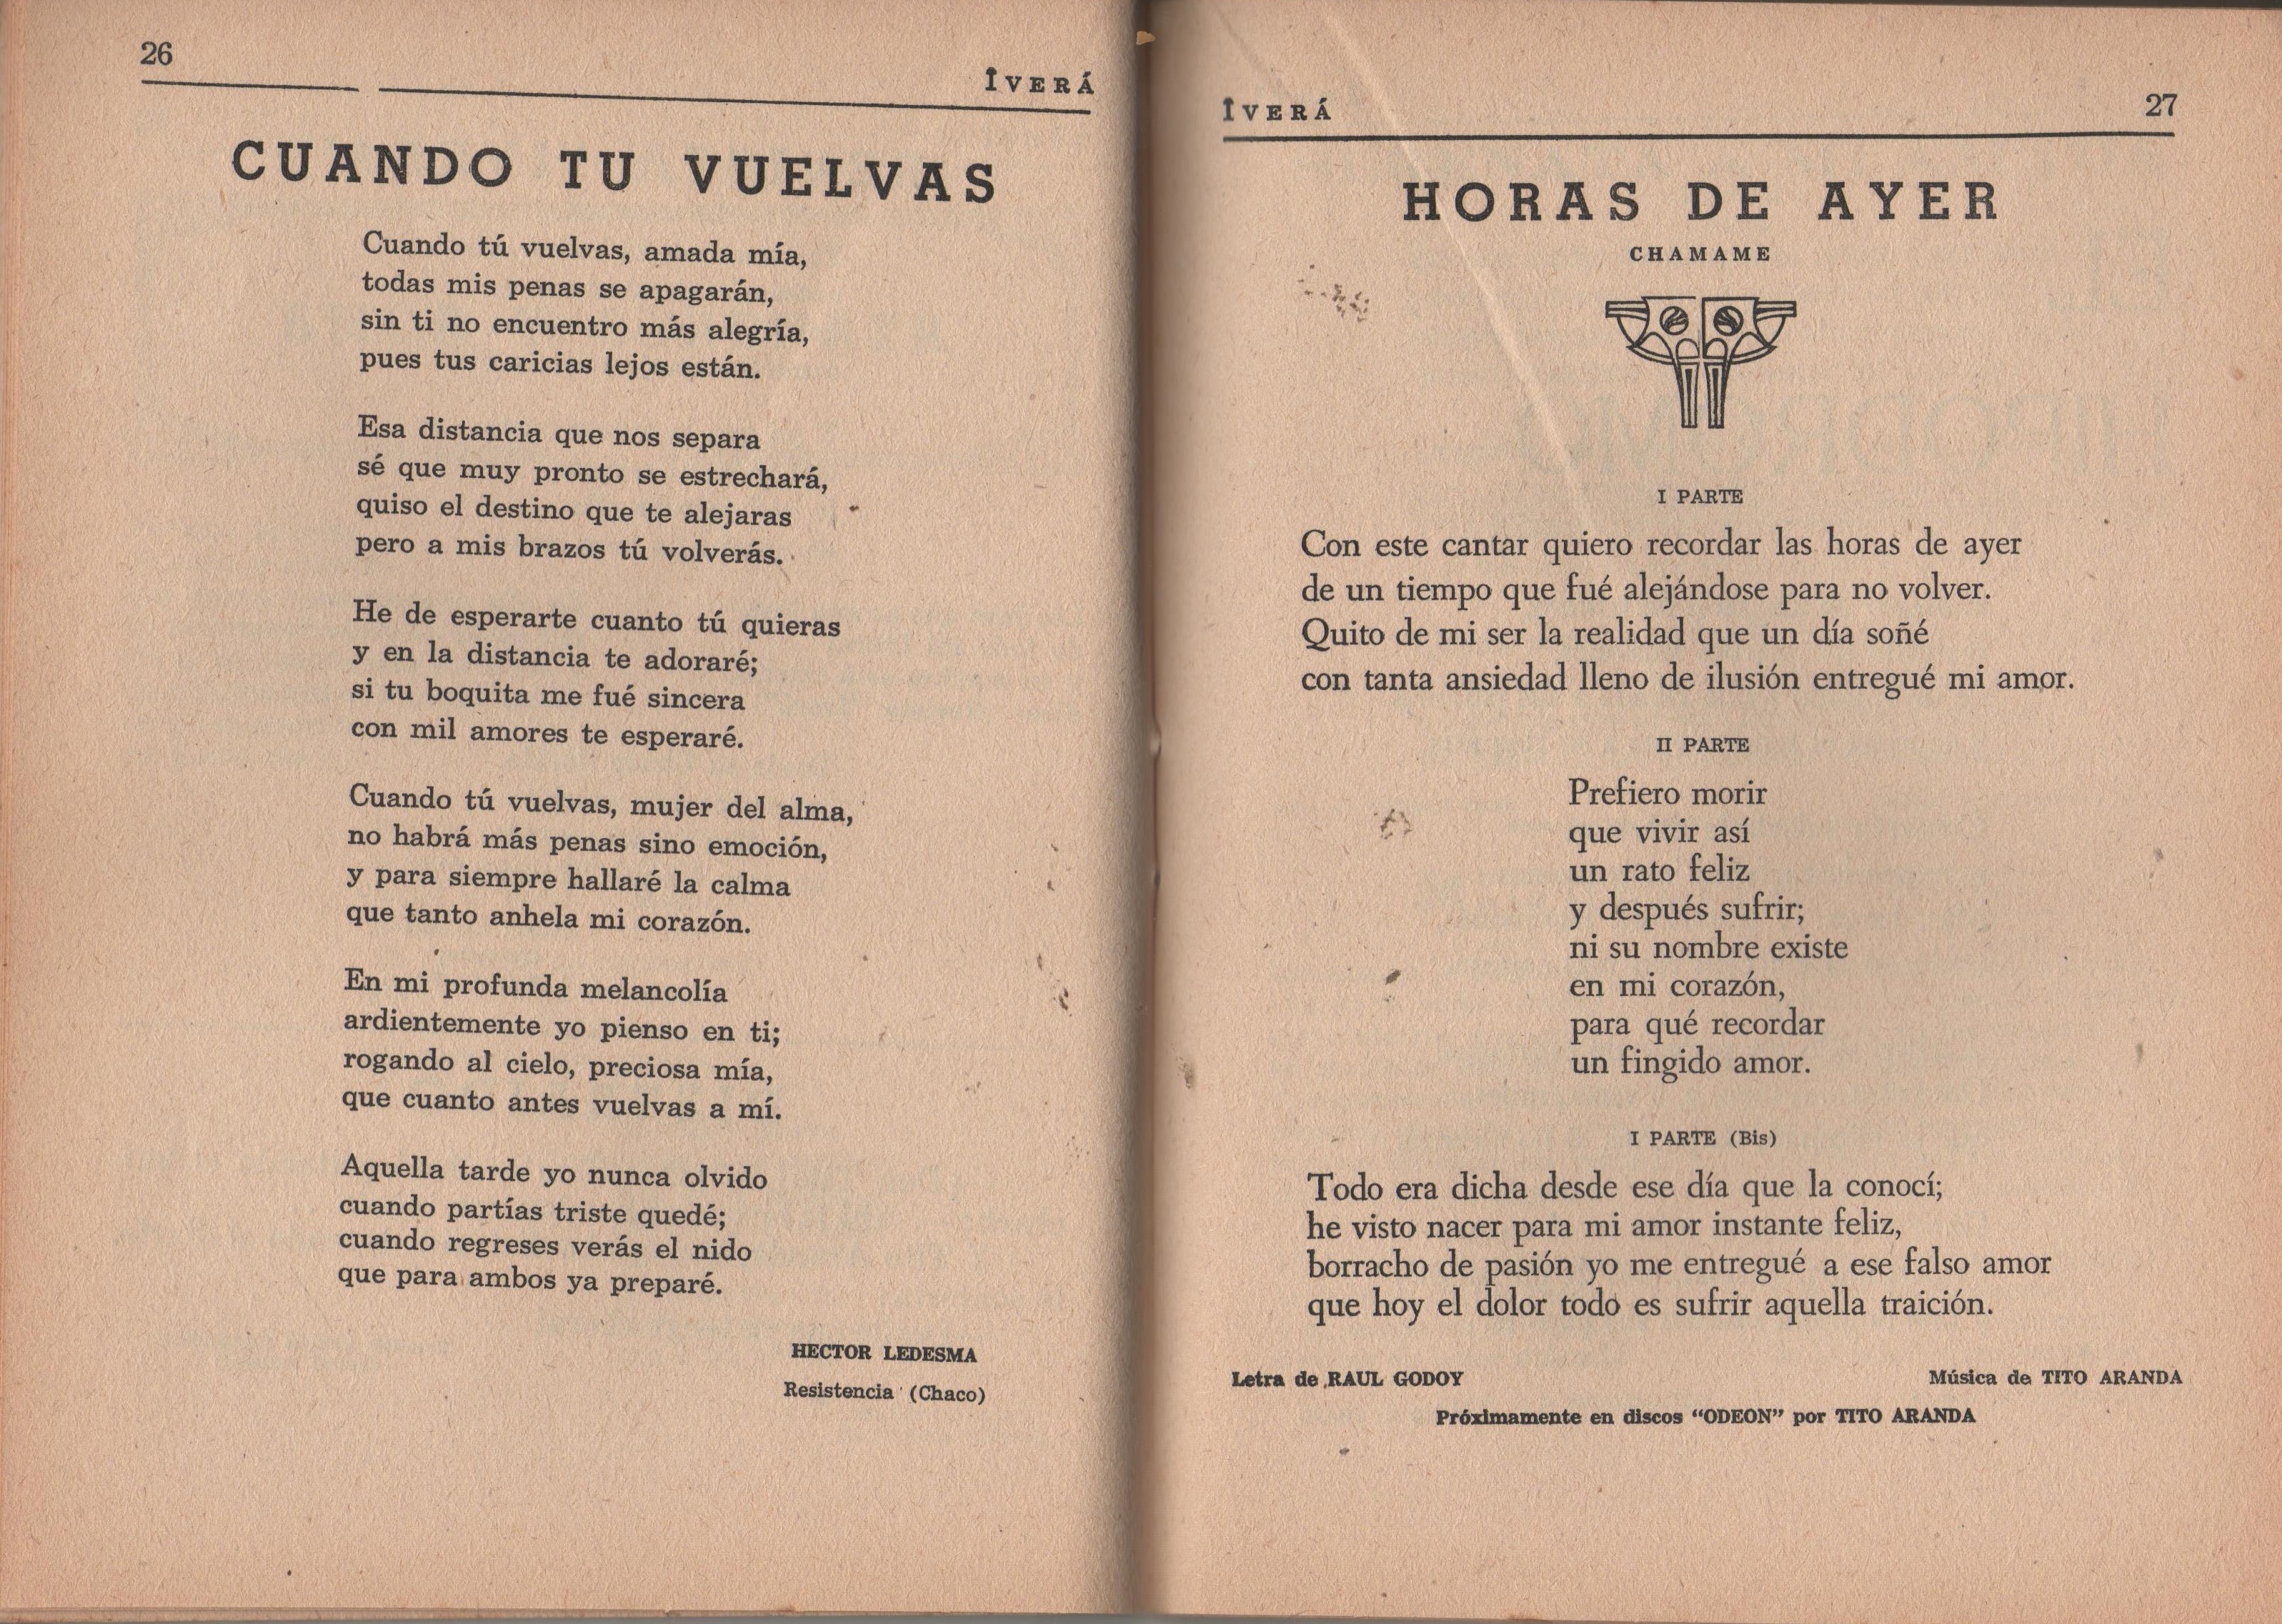 26
ÎVERÁ
CUANDO TU VUELVAS
Cuando tú vuelvas, amada mía,
todas mis penas se apagarán,
sin ti no encuentro más alegría,
pues tus caricias lejos están.
Esa distancia que nos separa
sé que muy pronto se estrechará,
quiso el destino que te alejaras
pero a mis brazos tú volverás.
He de esperarte cuanto tú quieras
y en la distancia te adoraré;
si tu boquita me fué sincera
con mil amores te esperaré.
Cuando tú vuelvas, mujer del alma,
no habrá más penas sino emoción,
y para siempre hallaré la calma
que tanto anhela mi corazón.
En mi profunda melancolía
ardientemente yo pienso en ti;
rogando al cielo, preciosa mía,
que cuanto antes vuelvas a mí.
Aquella tarde yo nunca olvido
cuando partías triste quedé;
cuando regreses verás el nido
que para ambos ya preparé.
HECTOR LEDESMA
Resistencia (Chaco)
ÎVERÁ
27
HORAS DE AYER
CHAMAME
I PARTE
Con este cantar quiero recordar las horas de ayer
de un tiempo que fué alejándose para no volver.
Quito de mi ser la realidad que un día soñé
con tanta ansiedad lleno de ilusión entregué mi amor.
II PARTE
Prefiero morir
que vivir así
un rato feliz
y después sufrir;
ni su nombre existe
en mi corazón,
para qué recordar
un fingido amor.
I PARTE (Bis)
Todo era dicha desde ese día que la conocí;
he visto nacer para mi amor instante feliz,
borracho de pasión yo me entregué a ese falso amor
que hoy el dolor todo es sufrir aquella traición.
Letra de RAUL GODOY
Música de TITO ARANDA
Próximamente en discos “ODEON” por TITO ARANDA